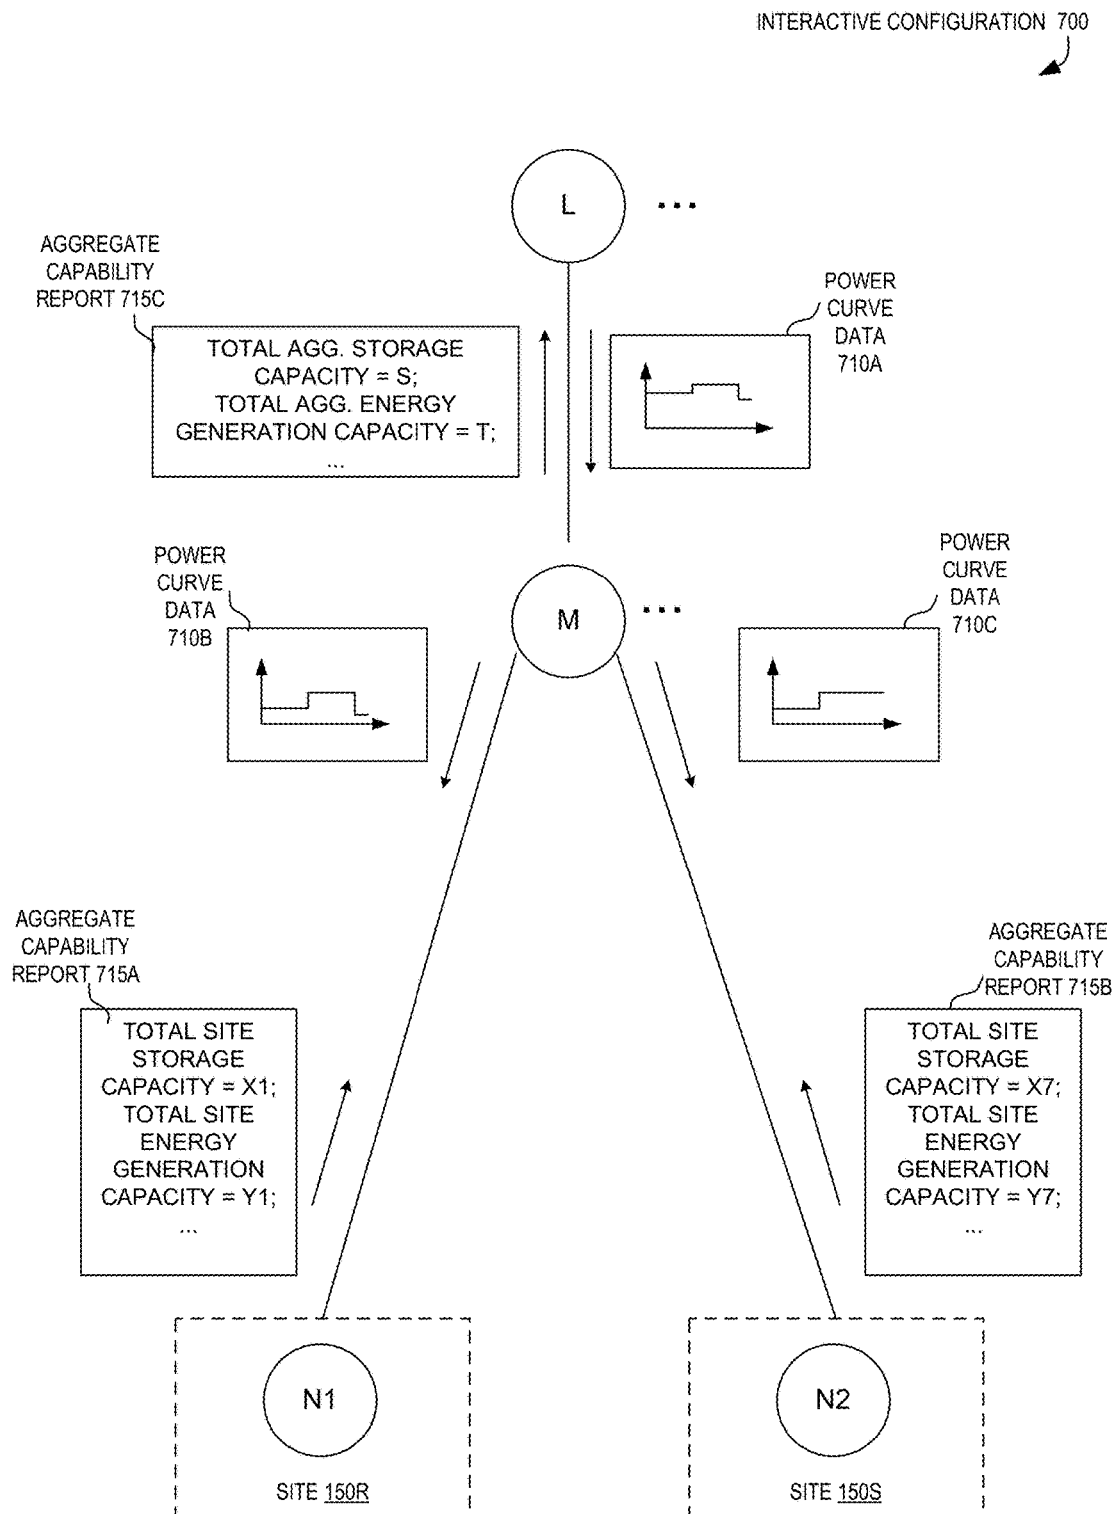 INTERACTIVE CONFIGURATION 700
L
...
AGGREGATE
CAPABILITY
REPORT 715C
TOTAL AGG. STORAGE
CAPACITY = S;
TOTAL AGG. ENERGY
GENERATION CAPACITY = T;
...
POWER
CURVE
DATA
710A
POWER
CURVE
DATA
710B
M
...
POWER
CURVE
DATA
710C
AGGREGATE
CAPABILITY
REPORT 715A
TOTAL SITE
STORAGE
CAPACITY = X1;
TOTAL SITE
ENERGY
GENERATION
CAPACITY = Y1;
...
AGGREGATE
CAPABILITY
REPORT 715B
TOTAL SITE
STORAGE
CAPACITY = X7;
TOTAL SITE
ENERGY
GENERATION
CAPACITY = Y7;
...
N1
SITE 150R
N2
SITE 150S